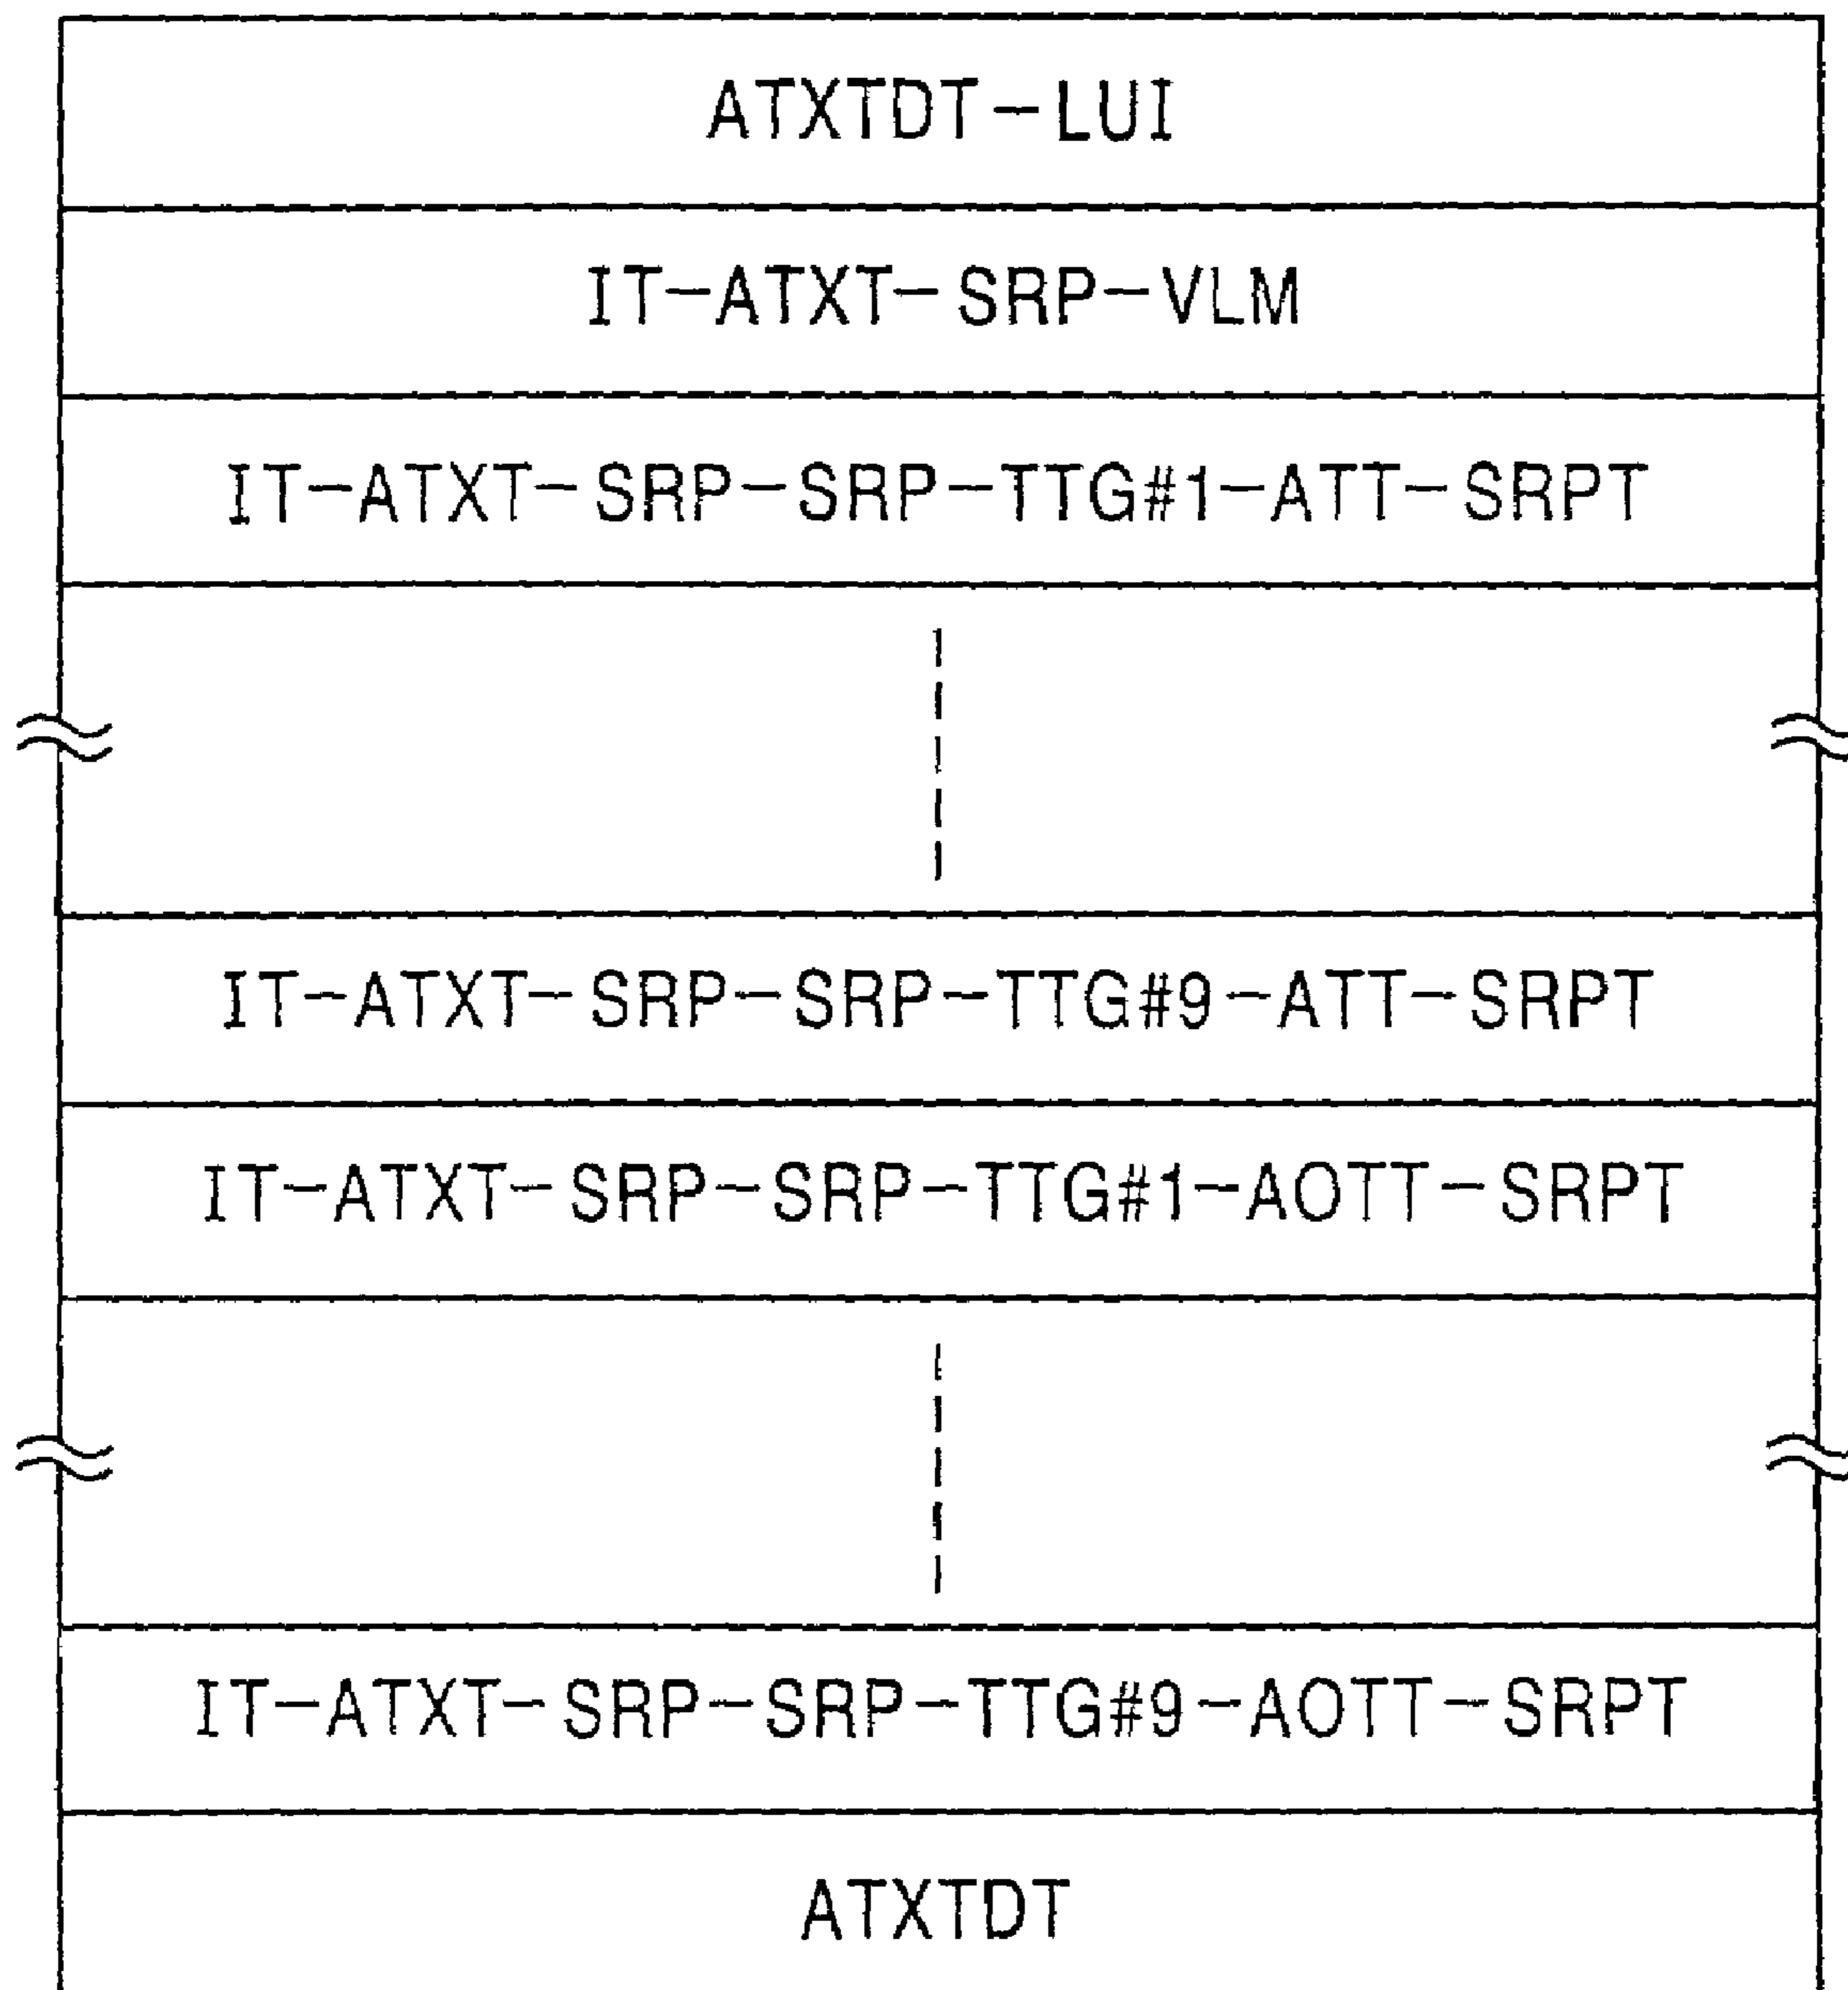 ATXTDT-LUI
IT-ATXT-SRP-VLM
IT-ATXT-SRP-SRP-TTG#1-ATT-SRPT
IT-ATXT-SRP-SRP-TTG#9-ATT-SRPT
IT-ATXT-SRP-SRP-TTG#1-AOTT-SRPT
IT-ATXT-SRP-SRP-TTG#9-AOTT-SRPT
ATXTDT